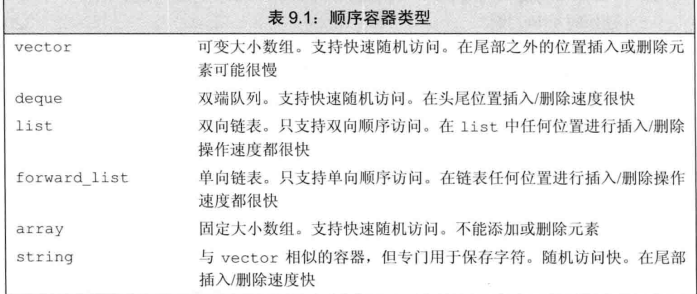 表 9.1：顺序容器类型
vector 可变大小数组。支持快速随机访问。在尾部之外的位置插入或删除元
素可能很慢
deque 双端队列。支持快速随机访问。在头尾位置插入/删除速度很快
list 双向链表。只支持双向顺序访问。在 list 中任何位置进行插入/删除
操作速度都很快
forward_list 单向链表。只支持单向顺序访问。在链表任何位置进行插入/删除操作
速度都很快
array 固定大小数组。支持快速随机访问。不能添加或删除元素
string 与 vector 相似的容器，但专门用于保存字符。随机访问快。在尾部
插入/删除速度快